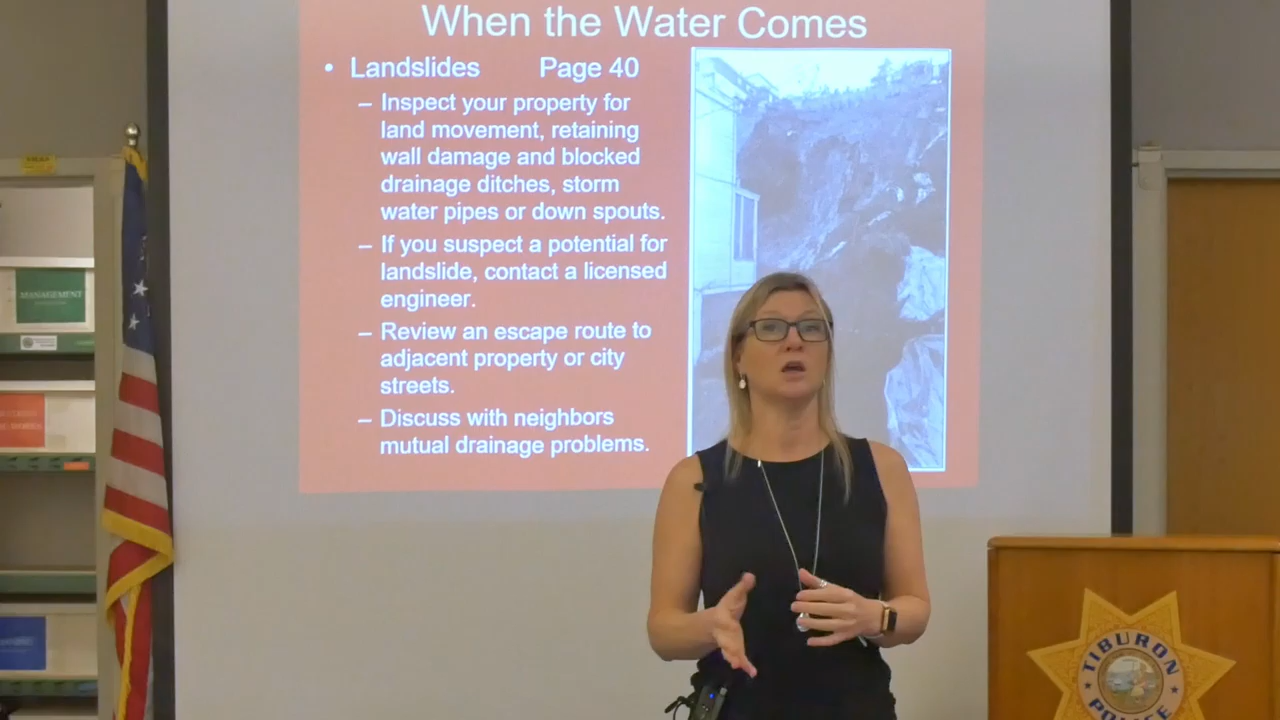 When the Water Comes
• Landslides Page 40
– Inspect your property for
land movement, retaining
wall damage and blocked
drainage ditches, storm
water pipes or down spouts.
– If you suspect a potential for
landslide, contact a licensed
engineer.
– Review an escape route to
adjacent property or city
streets.
– Discuss with neighbors
mutual drainage problems.
MANAGEMENT
TIBURON
POLICE